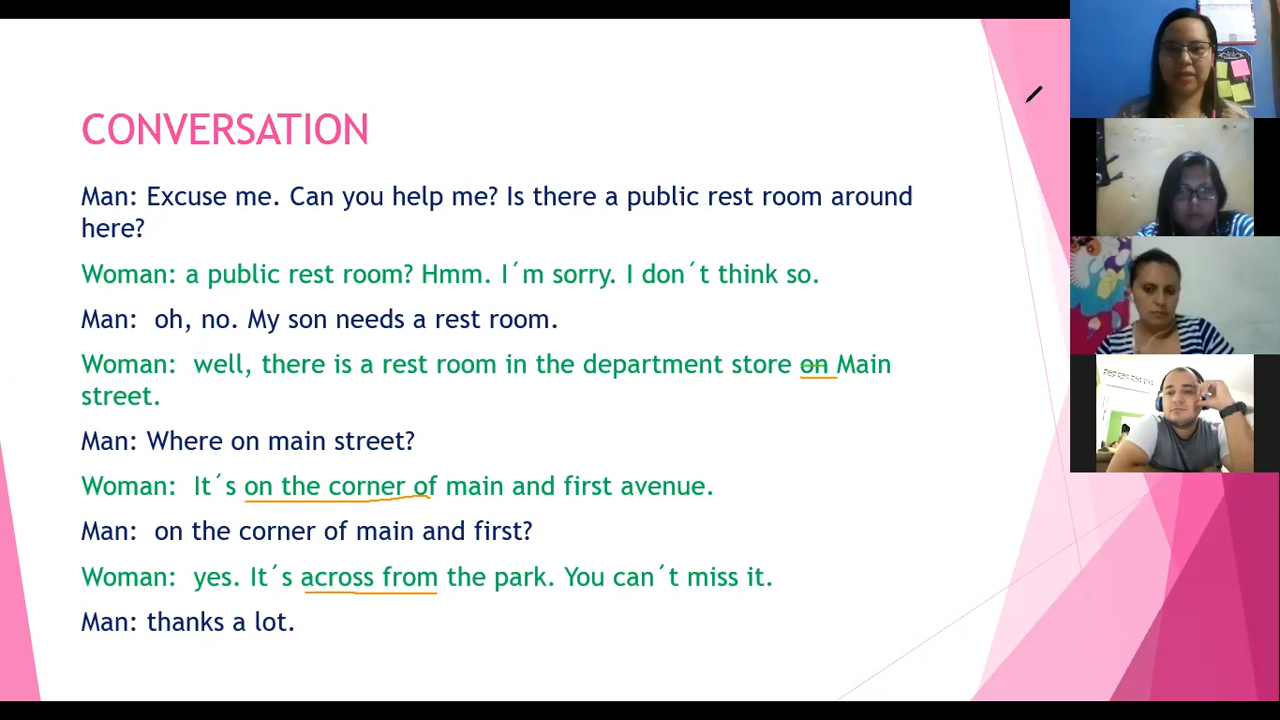 CONVERSATION
Man: Excuse me. Can you help me? Is there a public rest room around
here?
Woman: a public rest room? Hmm. I´m sorry. I don´t think so.
Man:  oh, no. My son needs a rest room.
Woman:  well, there is a rest room in the department store on Main
street.
Man: Where on main street?
Woman:  It´s on the corner of main and first avenue.
Man:  on the corner of main and first?
Woman:  yes. It´s across from the park. You can´t miss it.
Man: thanks a lot.